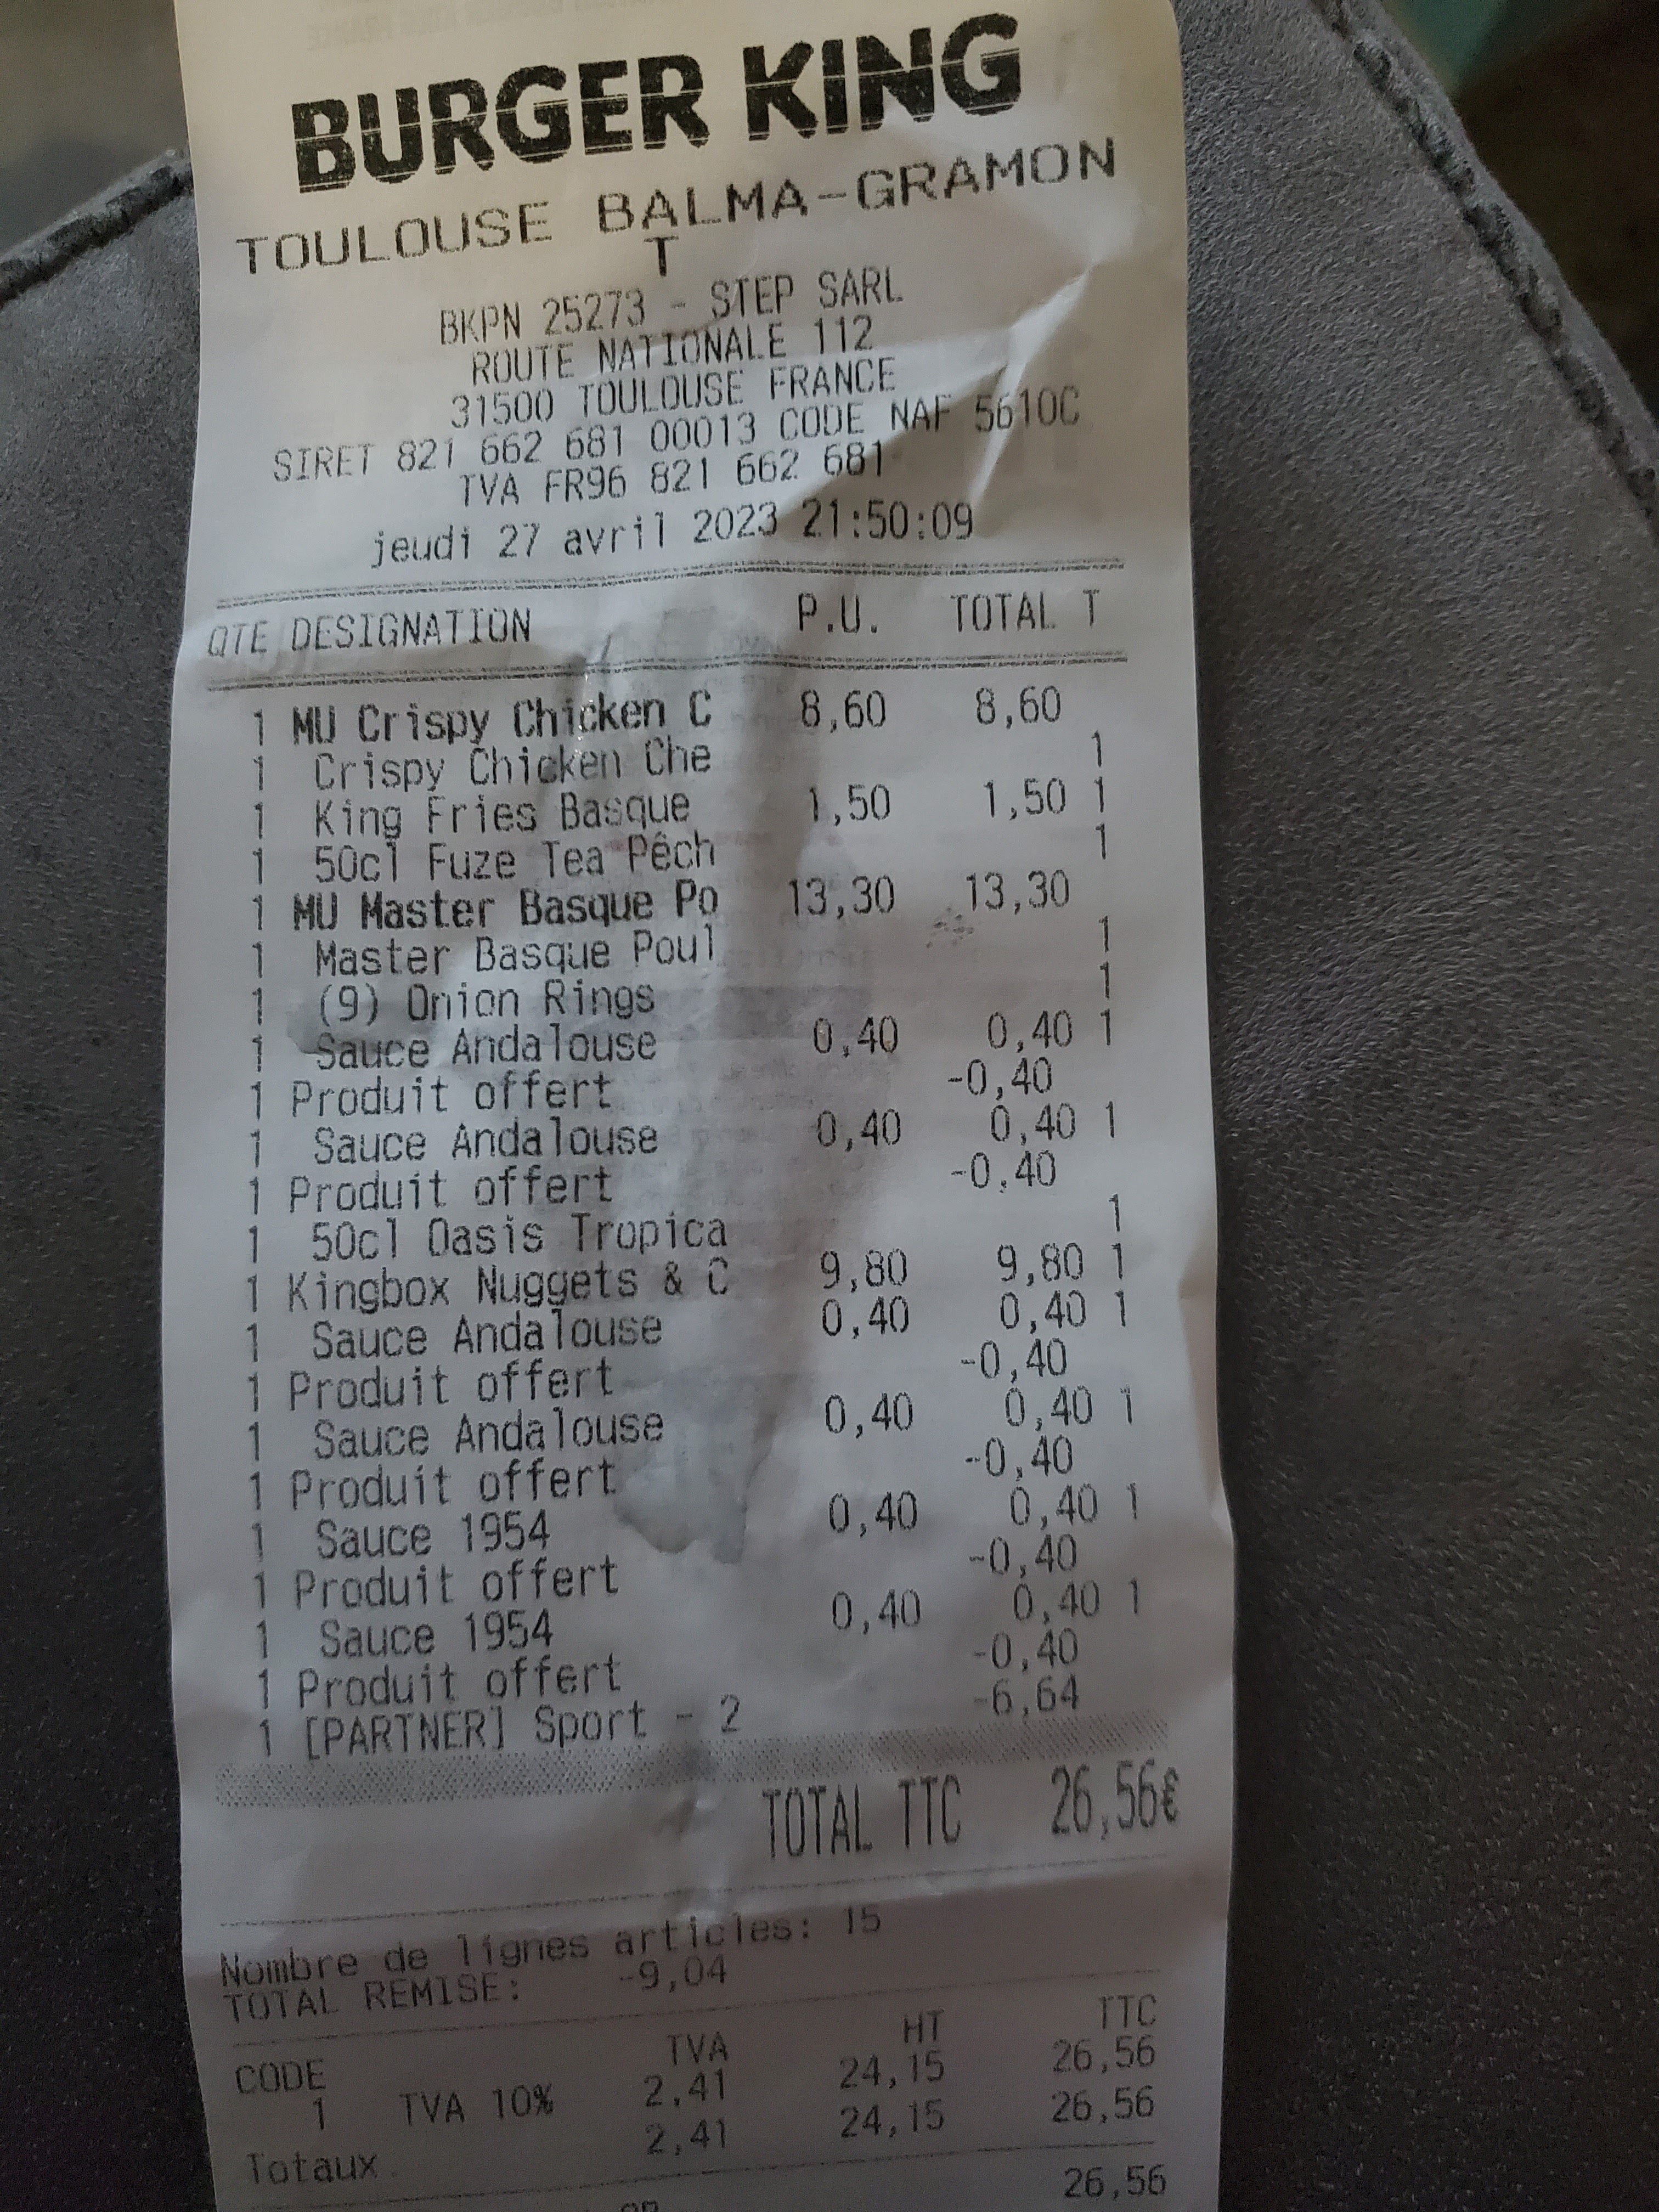 BURGER KING
TOULOUSE BALMA-GRAMON
T
BKPN 25273 - STEP SARL
ROUTE NATIONALE 112
31500 TOULOUSE FRANCE
SIRET 821 662 681 00013 CODE NAF 5610C
TVA FR96 821 662 681
jeudi 27 avril 2023 21:50:09
QTE DESIGNATION P.U. TOTAL T
1 MU Crispy Chicken C 8,60 8,60
1 Crispy Chicken Che 1
1 King Fries Basque 1,50 1,50 1
1 50cl Fuze Tea Pêch 1
1 MU Master Basque Po 13,30 13,30
1 Master Basque Poul 1
1 (9) Onion Rings 1
1 Sauce Andalouse 0,40 0,40 1
1 Produit offert -0,40
1 Sauce Andalouse 0,40 0,40 1
1 Produit offert -0,40
1 50cl Oasis Tropica 1
1 Kingbox Nuggets & C 9,80 9,80 1
1 Sauce Andalouse 0,40 0,40 1
1 Produit offert -0,40
1 Sauce Andalouse 0,40 0,40 1
1 Produit offert -0,40
1 Sauce 1954 0,40 0,40 1
1 Produit offert -0,40
1 Sauce 1954 0,40 0,40 1
1 Produit offert -0,40
1 [PARTNER] Sport - 2 -6,64
TOTAL TTC 26,56€
Nombre de lignes articles: 15
TOTAL REMISE: -9,04
CODE TVA HT TTC
1 TVA 10% 2,41 24,15 26,56
Totaux 2,41 24,15 26,56
26,56